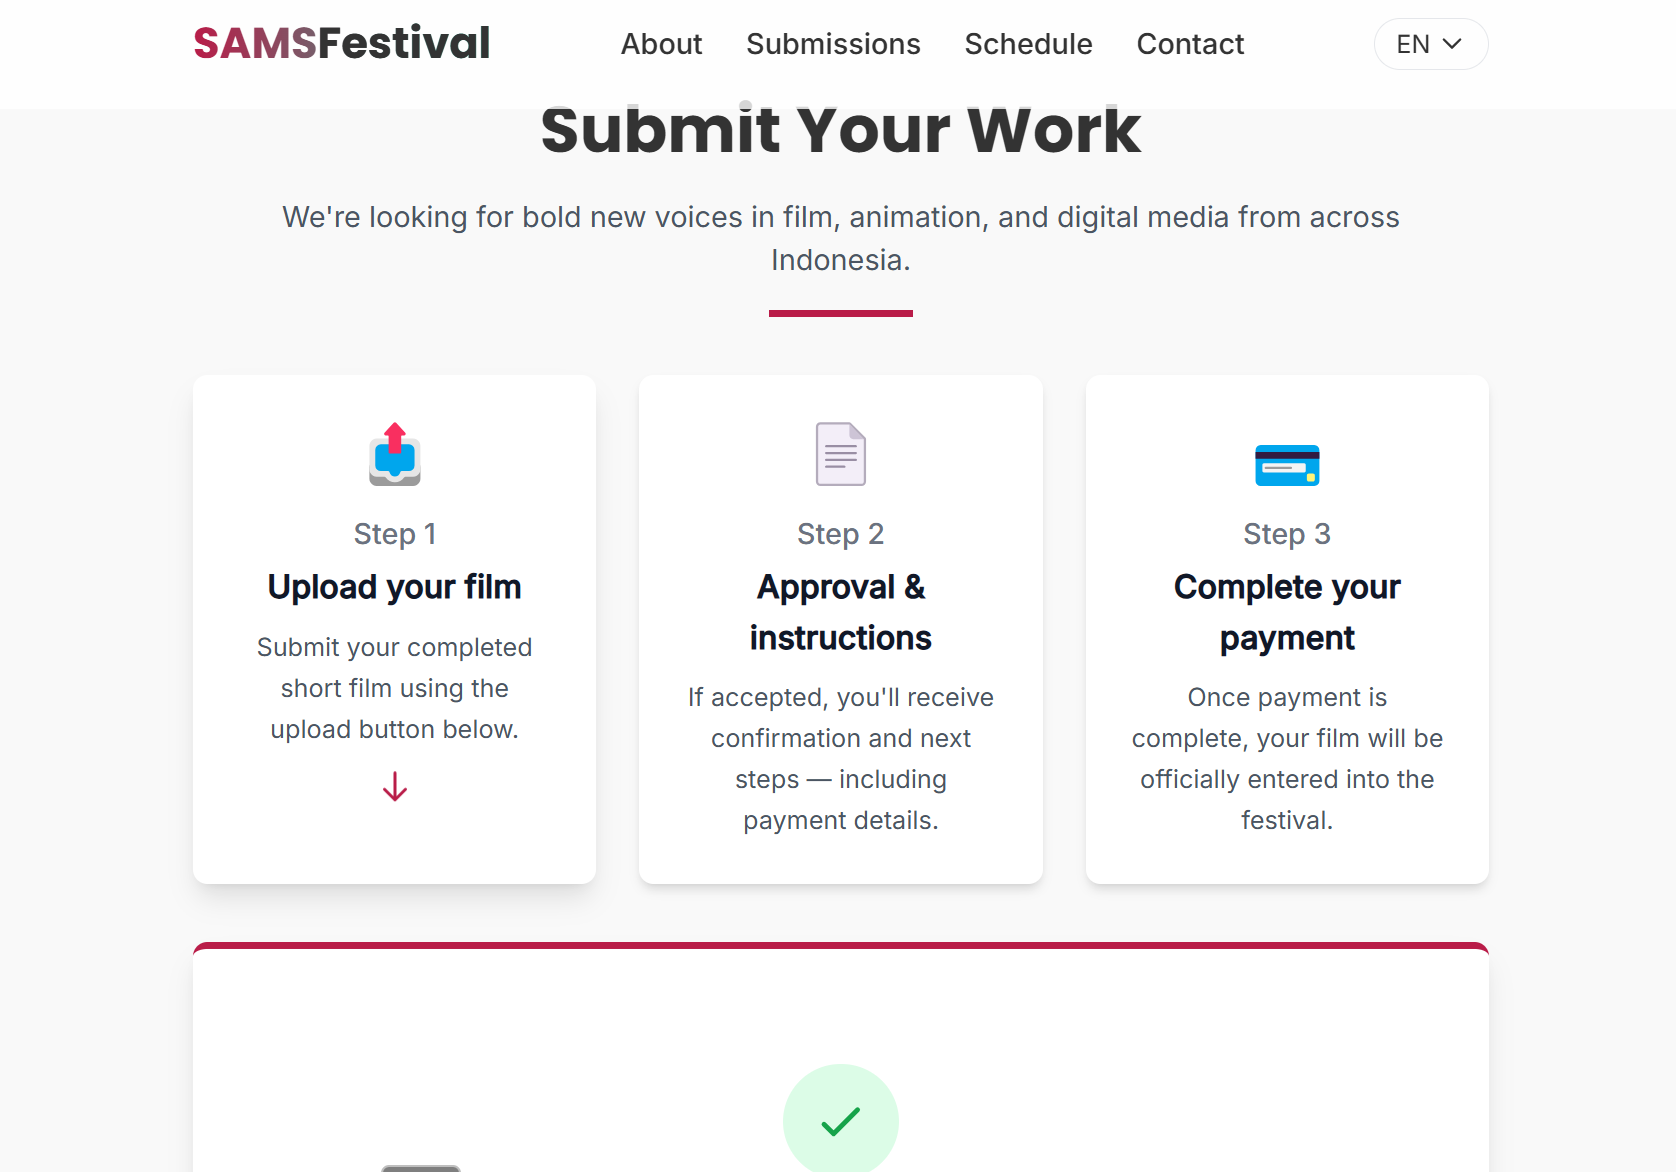 SAMSFestival
About
Submissions
Schedule
Contact
EN
Submit Your Work
We're looking for bold new voices in film, animation, and digital media from across
Indonesia.
Step 1
Upload your film
Submit your completed
short film using the
upload button below.
Step 2
Approval &
instructions
If accepted, you'll receive
confirmation and next
steps — including
payment details.
Step 3
Complete your
payment
Once payment is
complete, your film will be
officially entered into the
festival.